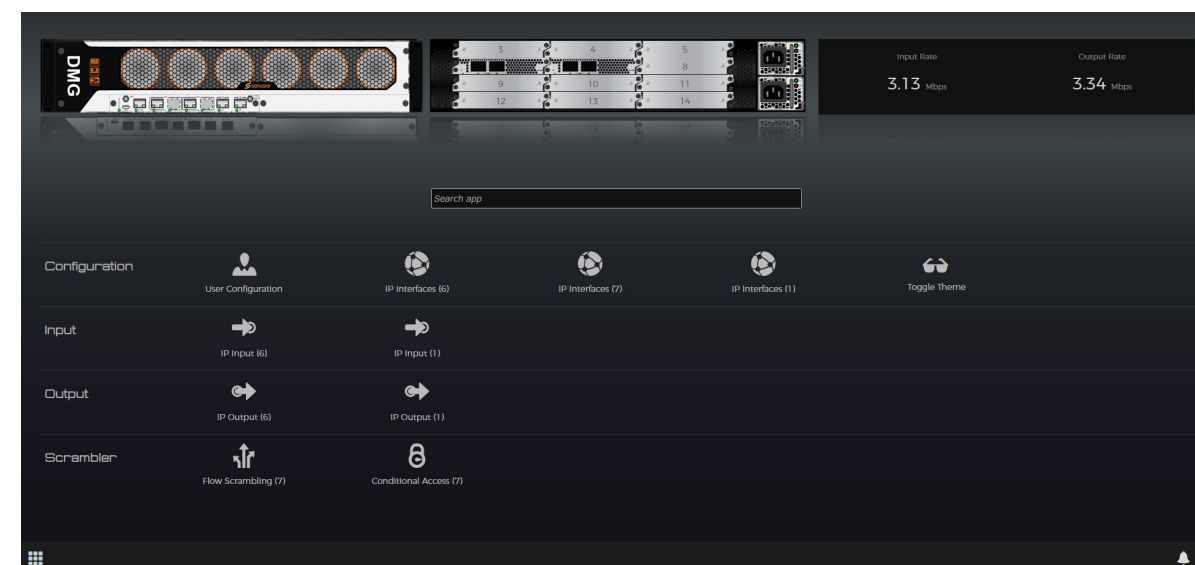 DMG
sencore
3 4 5
8
9 10 11
12 13 14
Input Rate Output Rate
3.13 Mbps 3.34 Mbps
Search app
Configuration
User Configuration IP Interfaces (6) IP Interfaces (7) IP Interfaces (1) Toggle Theme
Input
IP Input (6) IP Input (1)
Output
IP Output (6) IP Output (1)
Scrambler
Flow Scrambling (7) Conditional Access (7)